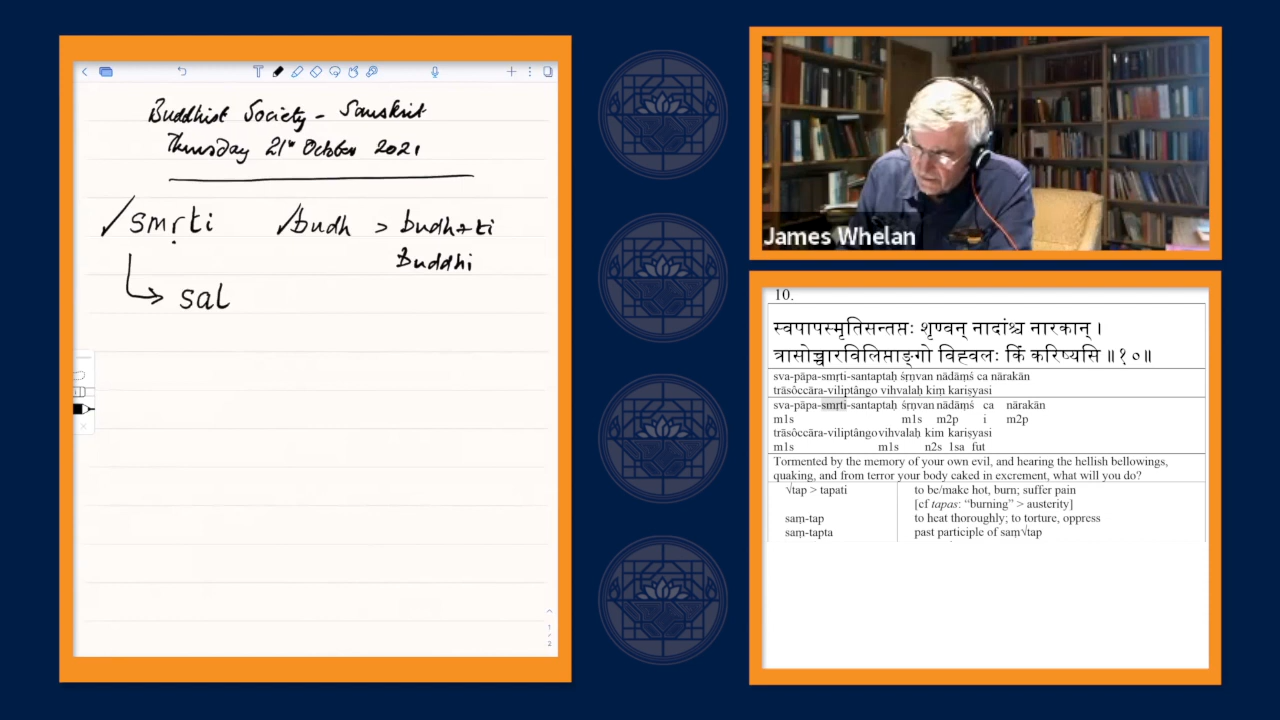 Buddhist Society - Sanskrit
Thursday 21st October 2021
√smṛti √budh > budh+ti
Buddhi
sal
James Whelan
10.
स्वपापस्मृतिसन्तप्तः शृण्वन् नादांश्च नारकान् ।
त्रासोच्चारविलिप्ताङ्गो विह्वलः किं करिष्यसि ॥१०॥
sva-pāpa-smṛti-santaptaḥ śṛṇvan nādāṃś ca nārakān
trāsôccāra-viliptângo vihvalaḥ kiṃ kariṣyasi
sva-pāpa-smṛti-santaptaḥ śṛṇvan nādāṃś ca nārakān
m1s m1s m2p i m2p
trāsôccāra-viliptângo vihvalaḥ kim kariṣyasi
m1s m1s n2s 1sa fut
Tormented by the memory of your own evil, and hearing the hellish bellowings,
quaking, and from terror your body caked in excrement, what will you do?
√tap > tapati to be/make hot, burn; suffer pain
[cf tapas: “burning” > austerity]
saṃ-tap to heat thoroughly; to torture, oppress
saṃ-tapta past participle of saṃ√tap